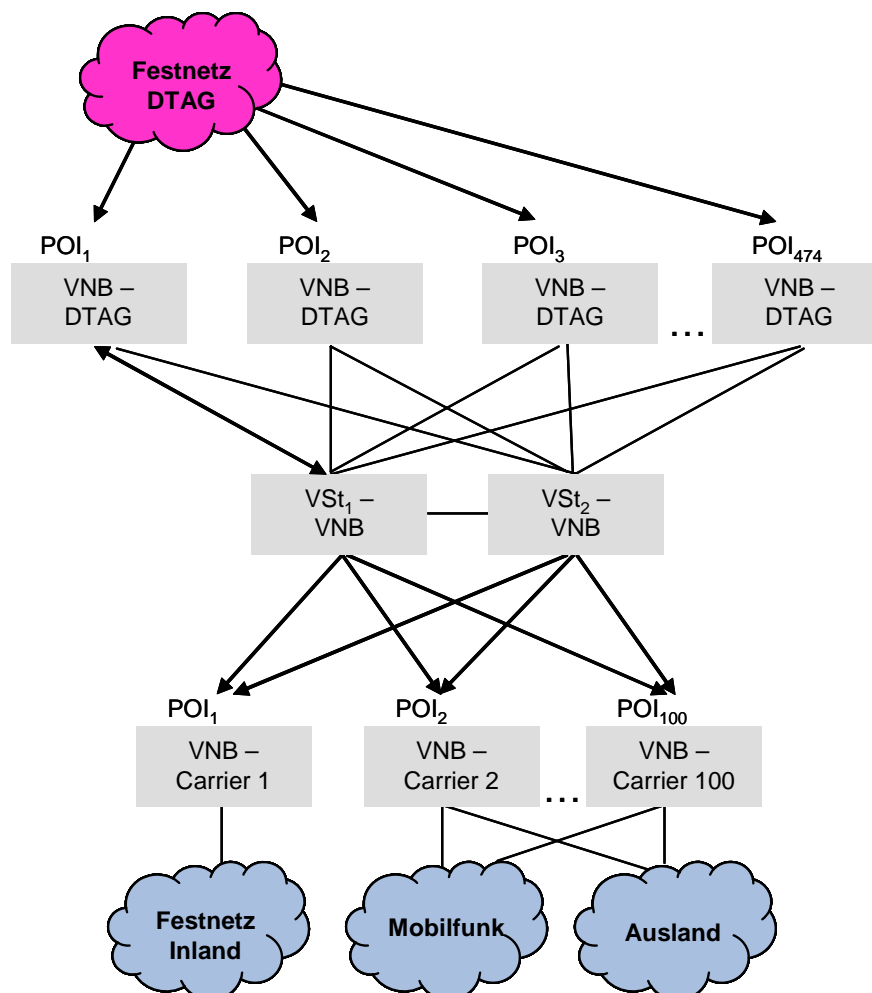 Festnetz
DTAG
POI1 POI2 POI3 POI474
VNB – VNB – VNB – VNB –
DTAG DTAG DTAG ... DTAG
VSt1 – VSt2 –
VNB VNB
POI1 POI2 POI100
VNB – VNB – VNB –
Carrier 1 Carrier 2 ... Carrier 100
Festnetz
Inland
Mobilfunk
Ausland